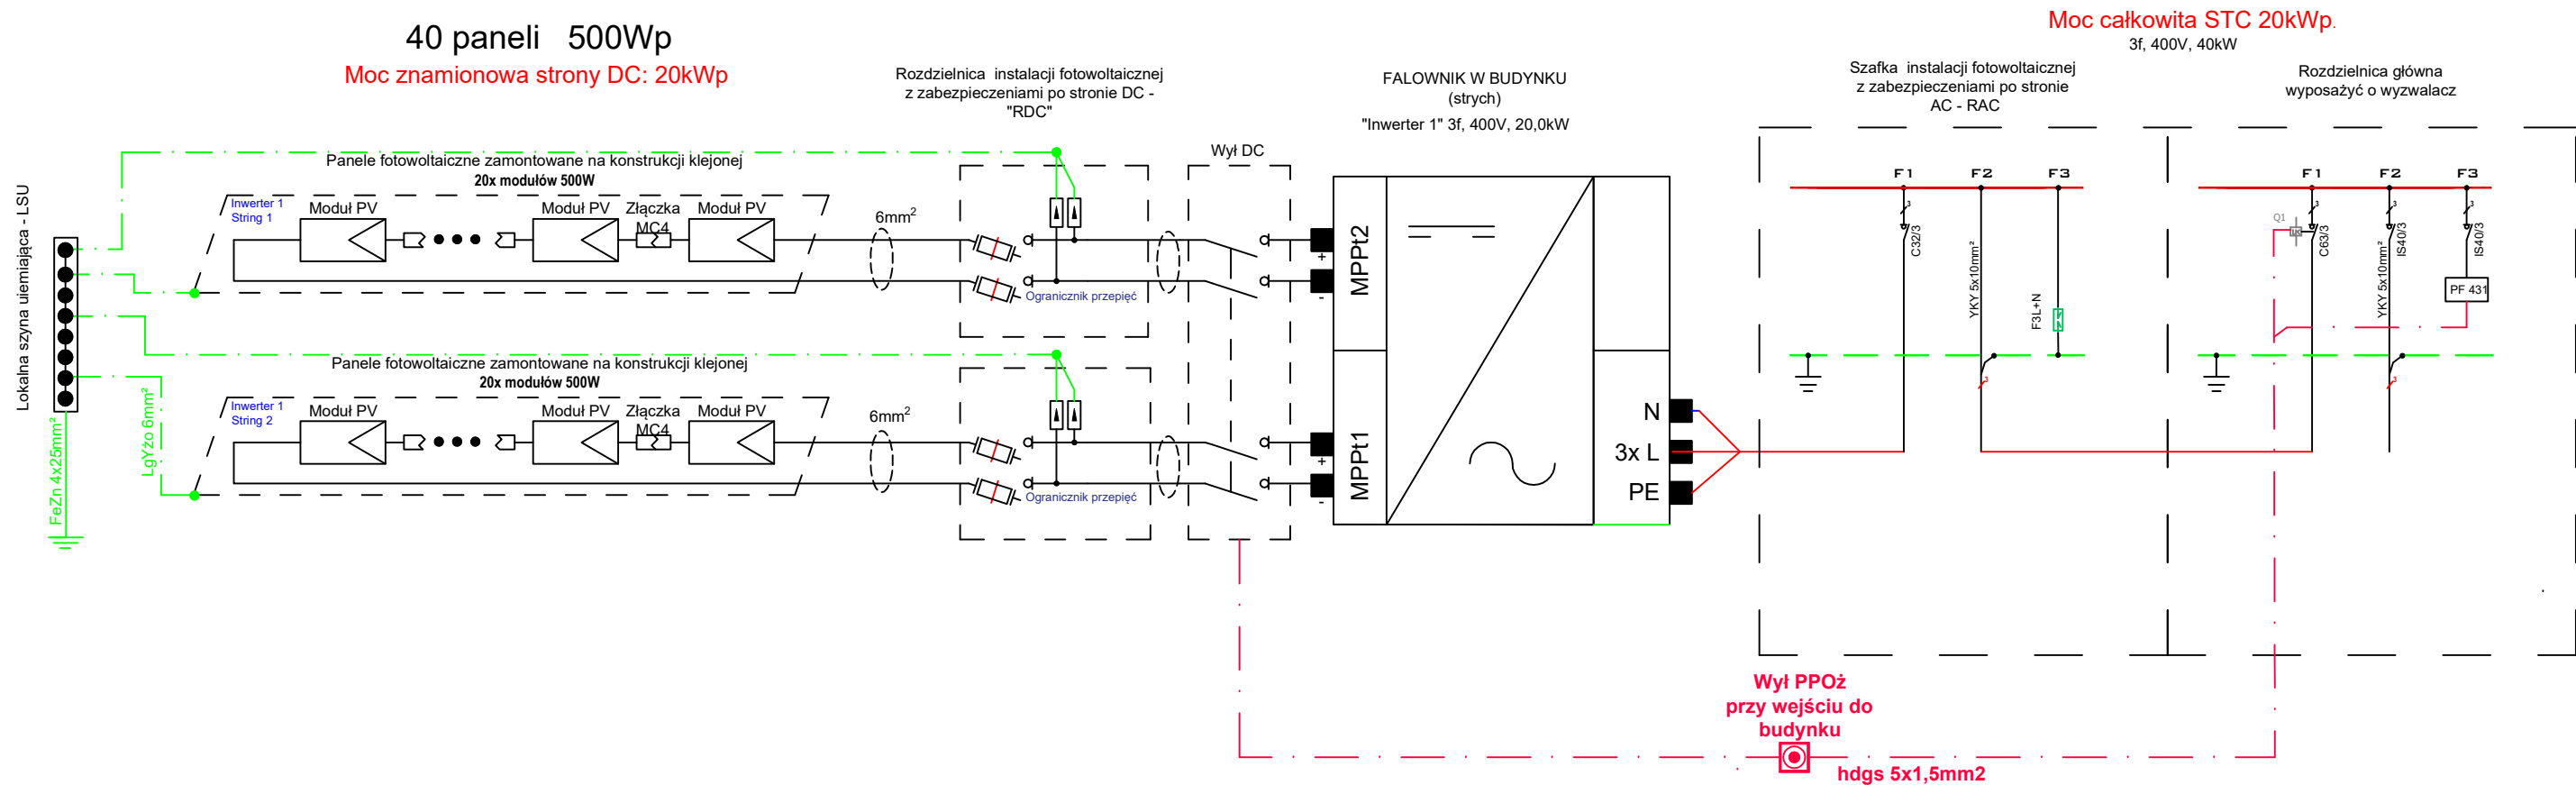 40 paneli 500Wp
Moc znamionowa strony DC: 20kWp
Moc całkowita STC 20kWp.
3f, 400V, 40kW
Rozdzielnica instalacji fotowoltaicznej
z zabezpieczeniami po stronie DC -
"RDC"
FALOWNIK W BUDYNKU
(strych)
"Inwerter 1" 3f, 400V, 20,0kW
Szafka instalacji fotowoltaicznej
z zabezpieczeniami po stronie
AC - RAC
Rozdzielnica główna
wyposażyć o wyzwalacz
Lokalna szyna uiemiająca - LSU
FeZn 4x25mm²
LgYżo 6mm²
Panele fotowoltaiczne zamontowane na konstrukcji klejonej
20x modułów 500W
Inwerter 1
String 1
Moduł PV
Moduł PV
Złączka
MC4
Moduł PV
6mm²
Ogranicznik przepięć
Wył DC
Panele fotowoltaiczne zamontowane na konstrukcji klejonej
20x modułów 500W
Inwerter 1
String 2
Moduł PV
Moduł PV
Złączka
MC4
Moduł PV
6mm²
Ogranicznik przepięć
+
-
MPPt2
+
-
MPPt1
N
3x L
PE
F1
F2
F3
3
C32/3
YKY 5x10mm²
3
F3L+N
F1
F2
F3
Q1
3
C63/3
3
IS40/3
YKY 5x10mm²
3
3
IS40/3
PF 431
Wył PPOż
przy wejściu do
budynku
hdgs 5x1,5mm2